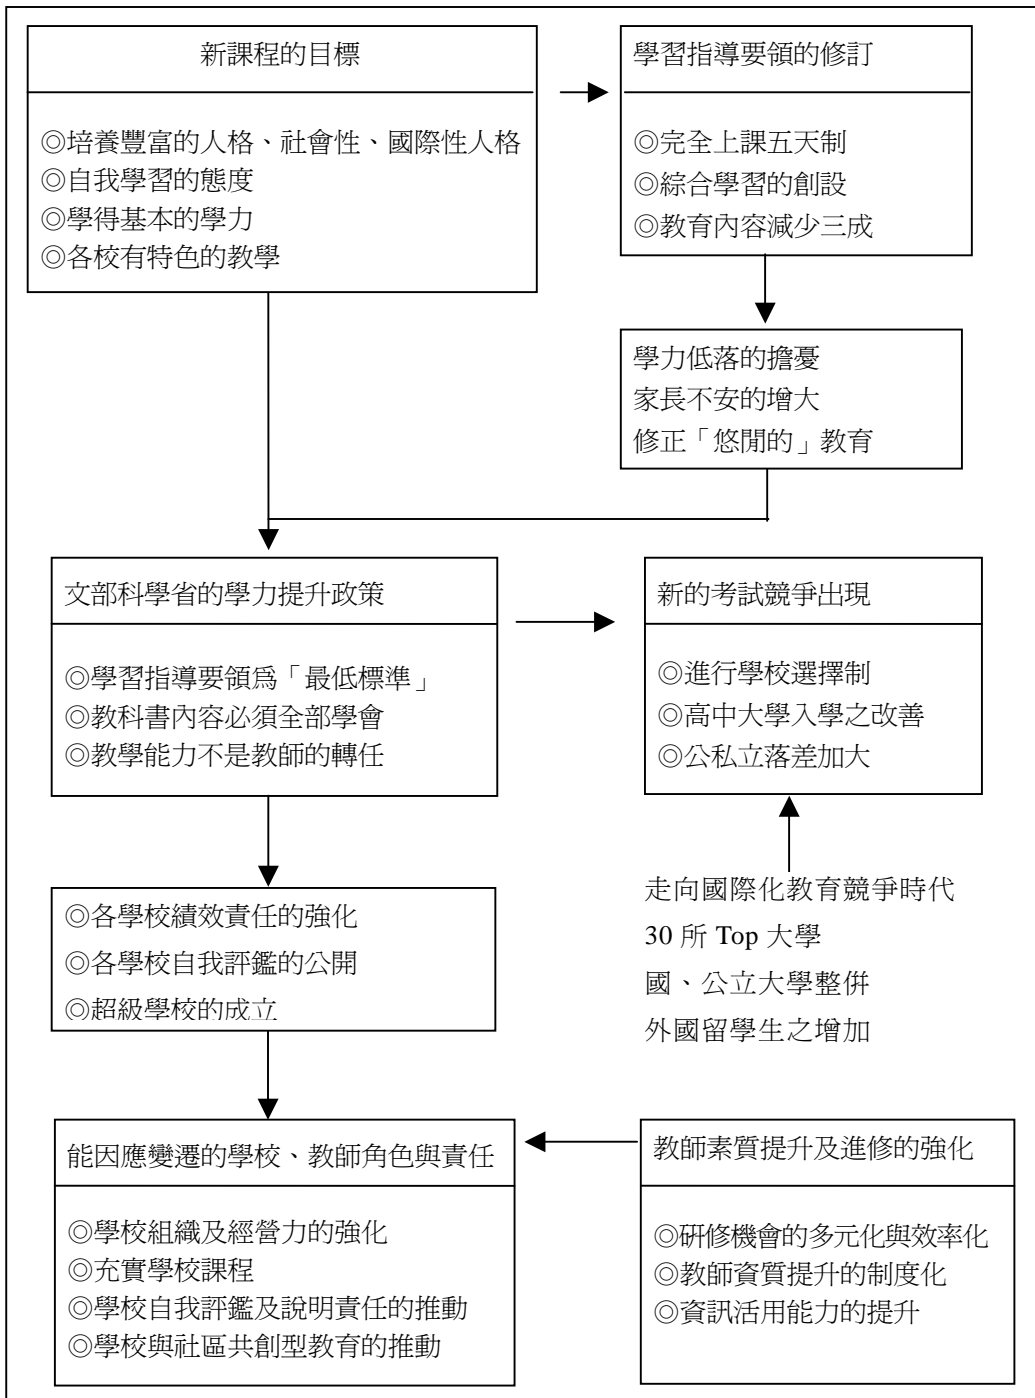 新課程的目標
◎培養豐富的人格、社會性、國際性人格
◎自我學習的態度
◎學得基本的學力
◎各校有特色的教學
學習指導要領的修訂
◎完全上課五天制
◎綜合學習的創設
◎教育內容減少三成
學力低落的擔憂
家長不安的增大
修正「悠閒的」教育
文部科學省的學力提升政策
◎學習指導要領為「最低標準」
◎教科書內容必須全部學會
◎教學能力不是教師的轉任
新的考試競爭出現
◎進行學校選擇制
◎高中大學入學之改善
◎公私立落差加大
◎各學校績效責任的強化
◎各學校自我評鑑的公開
◎超級學校的成立
走向國際化教育競爭時代
30 所 Top 大學
國、公立大學整併
外國留學生之增加
能因應變遷的學校、教師角色與責任
◎學校組織及經營力的強化
◎充實學校課程
◎學校自我評鑑及說明責任的推動
◎學校與社區共創型教育的推動
教師素質提升及進修的強化
◎研修機會的多元化與效率化
◎教師資質提升的制度化
◎資訊活用能力的提升